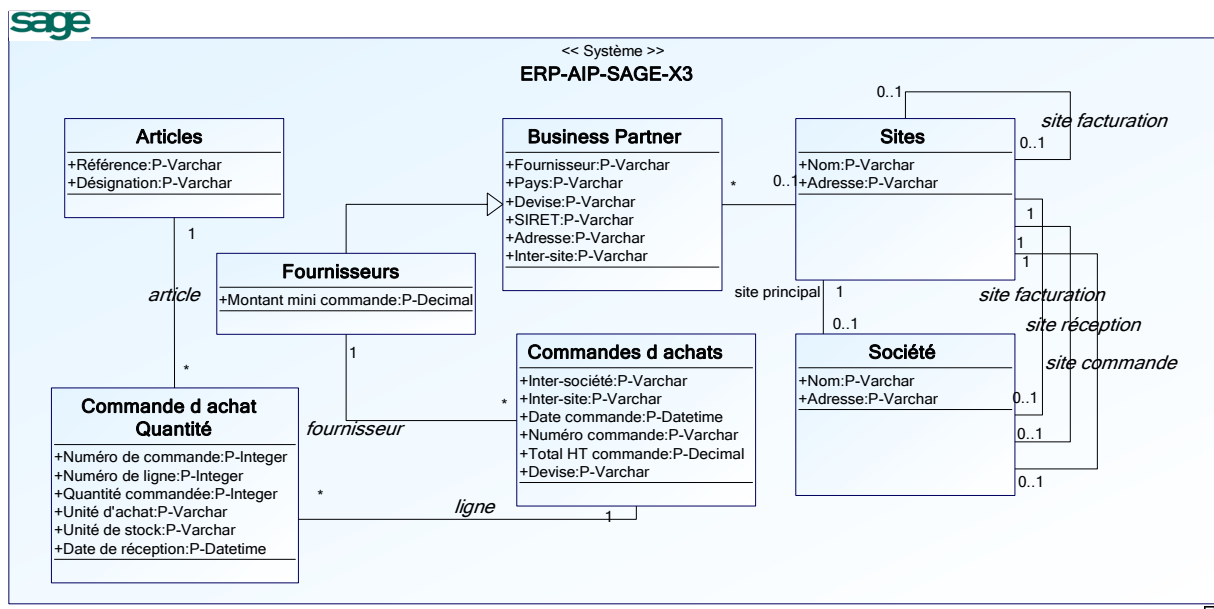 sage
<< Système >>
ERP-AIP-SAGE-X3
Articles
+Référence:P-Varchar
+Désignation:P-Varchar
1
article
*
Fournisseurs
+Montant mini commande:P-Decimal
1
fournisseur
*
Business Partner
+Fournisseur:P-Varchar
+Pays:P-Varchar
+Devise:P-Varchar
+SIRET:P-Varchar
+Adresse:P-Varchar
+Inter-site:P-Varchar
*
0..1
Sites
+Nom:P-Varchar
+Adresse:P-Varchar
0..1
site facturation
0..1
1
1
1
site principal
1
0..1
site facturation
site réception
site commande
Société
+Nom:P-Varchar
+Adresse:P-Varchar
0..1
0..1
0..1
Commandes d achats
+Inter-société:P-Varchar
+Inter-site:P-Varchar
+Date commande:P-Datetime
+Numéro commande:P-Varchar
+Total HT commande:P-Decimal
+Devise:P-Varchar
1
ligne
*
Commande d achat
Quantité
+Numéro de commande:P-Integer
+Numéro de ligne:P-Integer
+Quantité commandée:P-Integer
+Unité d'achat:P-Varchar
+Unité de stock:P-Varchar
+Date de réception:P-Datetime